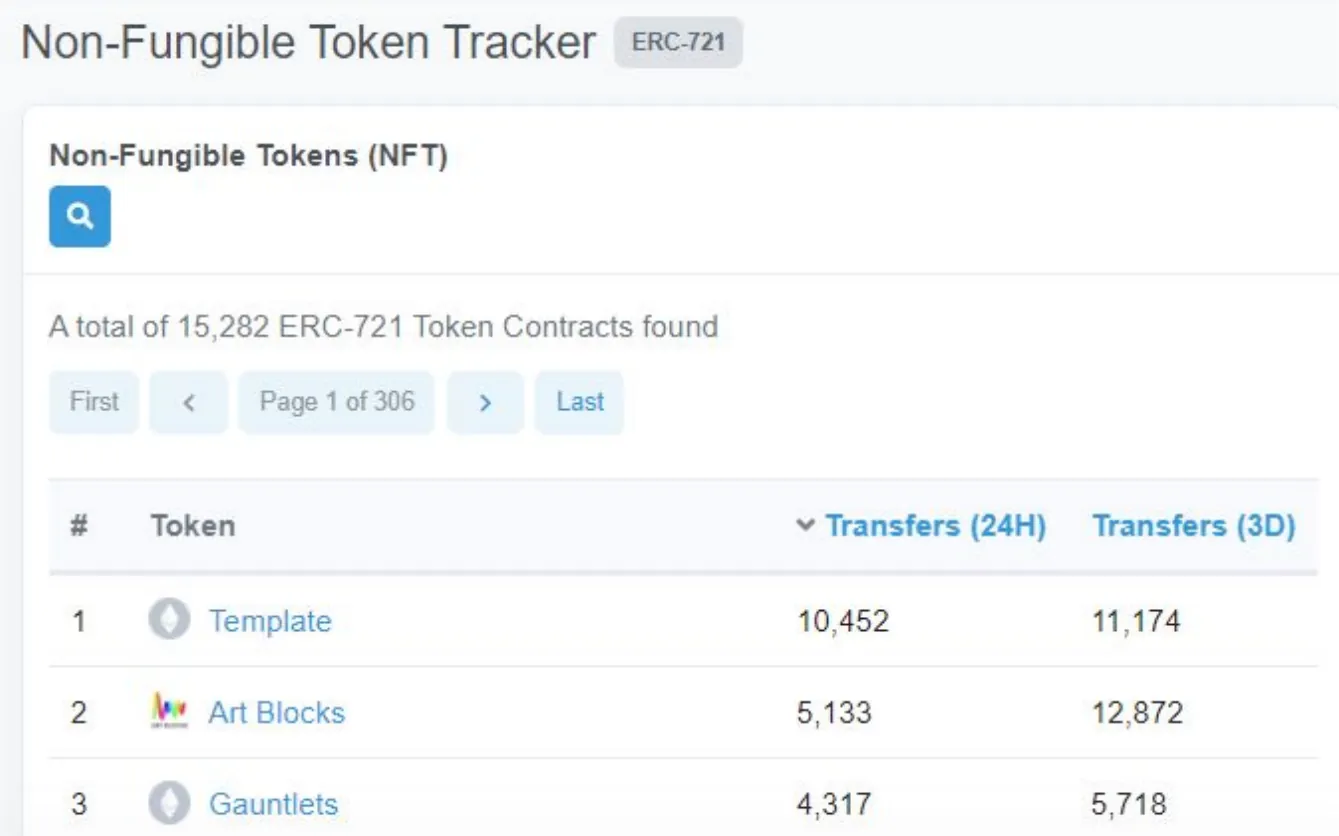 Non-Fungible Token Tracker ERC-721
Non-Fungible Tokens (NFT)
A total of 15,282 ERC-721 Token Contracts found
First < Page 1 of 306 > Last
# Token Transfers (24H) Transfers (3D)
1 Template 10,452 11,174
2 Art Blocks 5,133 12,872
3 Gauntlets 4,317 5,718